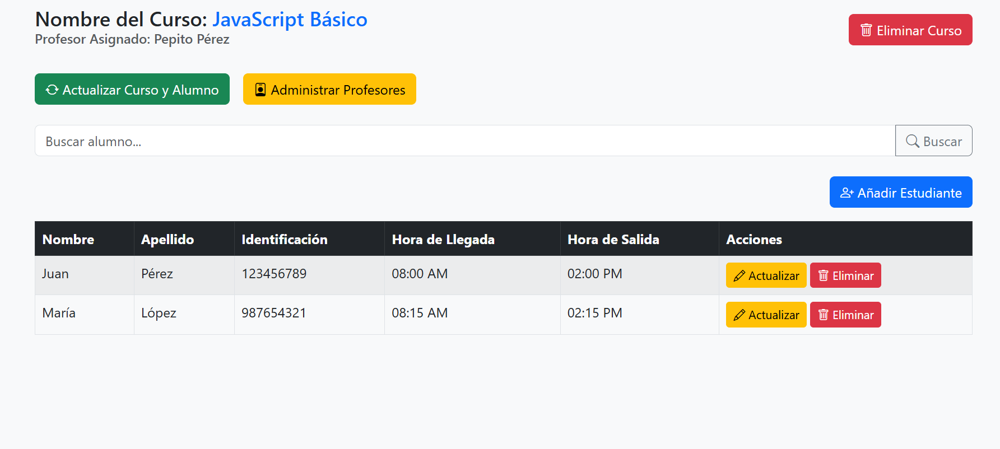 Nombre del Curso: JavaScript Básico
Profesor Asignado: Pepito Pérez
Eliminar Curso
Actualizar Curso y Alumno
Administrar Profesores
Buscar alumno...
Buscar
Añadir Estudiante
Nombre Apellido Identificación Hora de Llegada Hora de Salida Acciones
Juan Pérez 123456789 08:00 AM 02:00 PM Actualizar Eliminar
María López 987654321 08:15 AM 02:15 PM Actualizar Eliminar